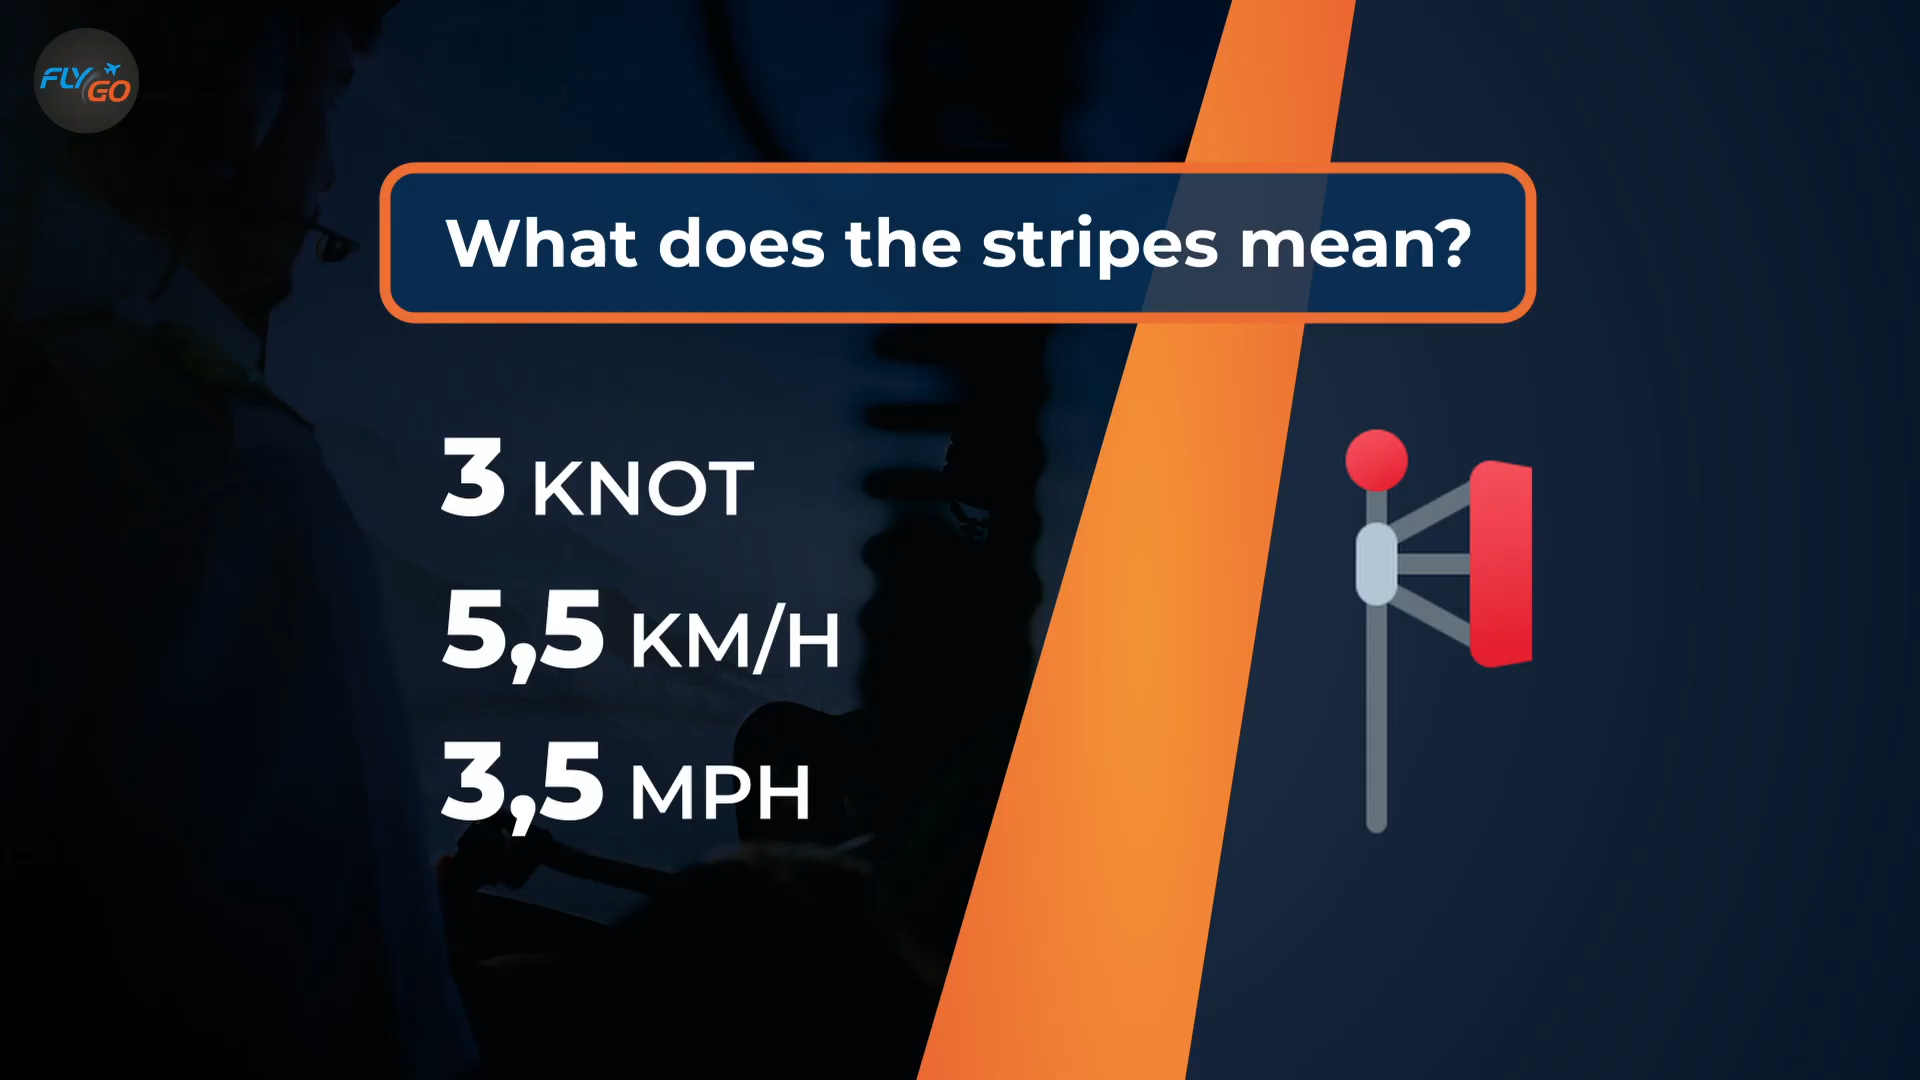 FLY GO
What does the stripes mean?
3 KNOT
5,5 KM/H
3,5 MPH